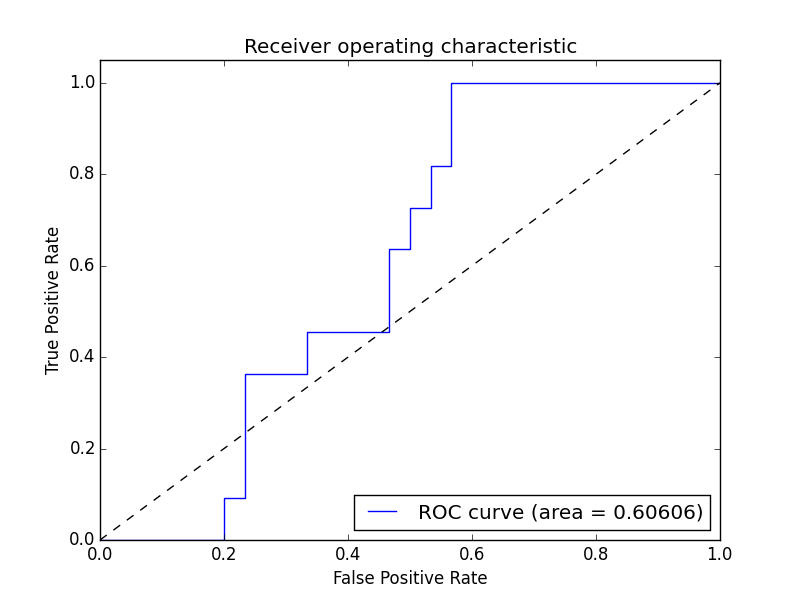 Receiver operating characteristic
1.0
0.8
0.6
0.4
0.2
0.0
True Positive Rate
ROC curve (area = 0.60606)
0.0 0.2 0.4 0.6 0.8 1.0
False Positive Rate